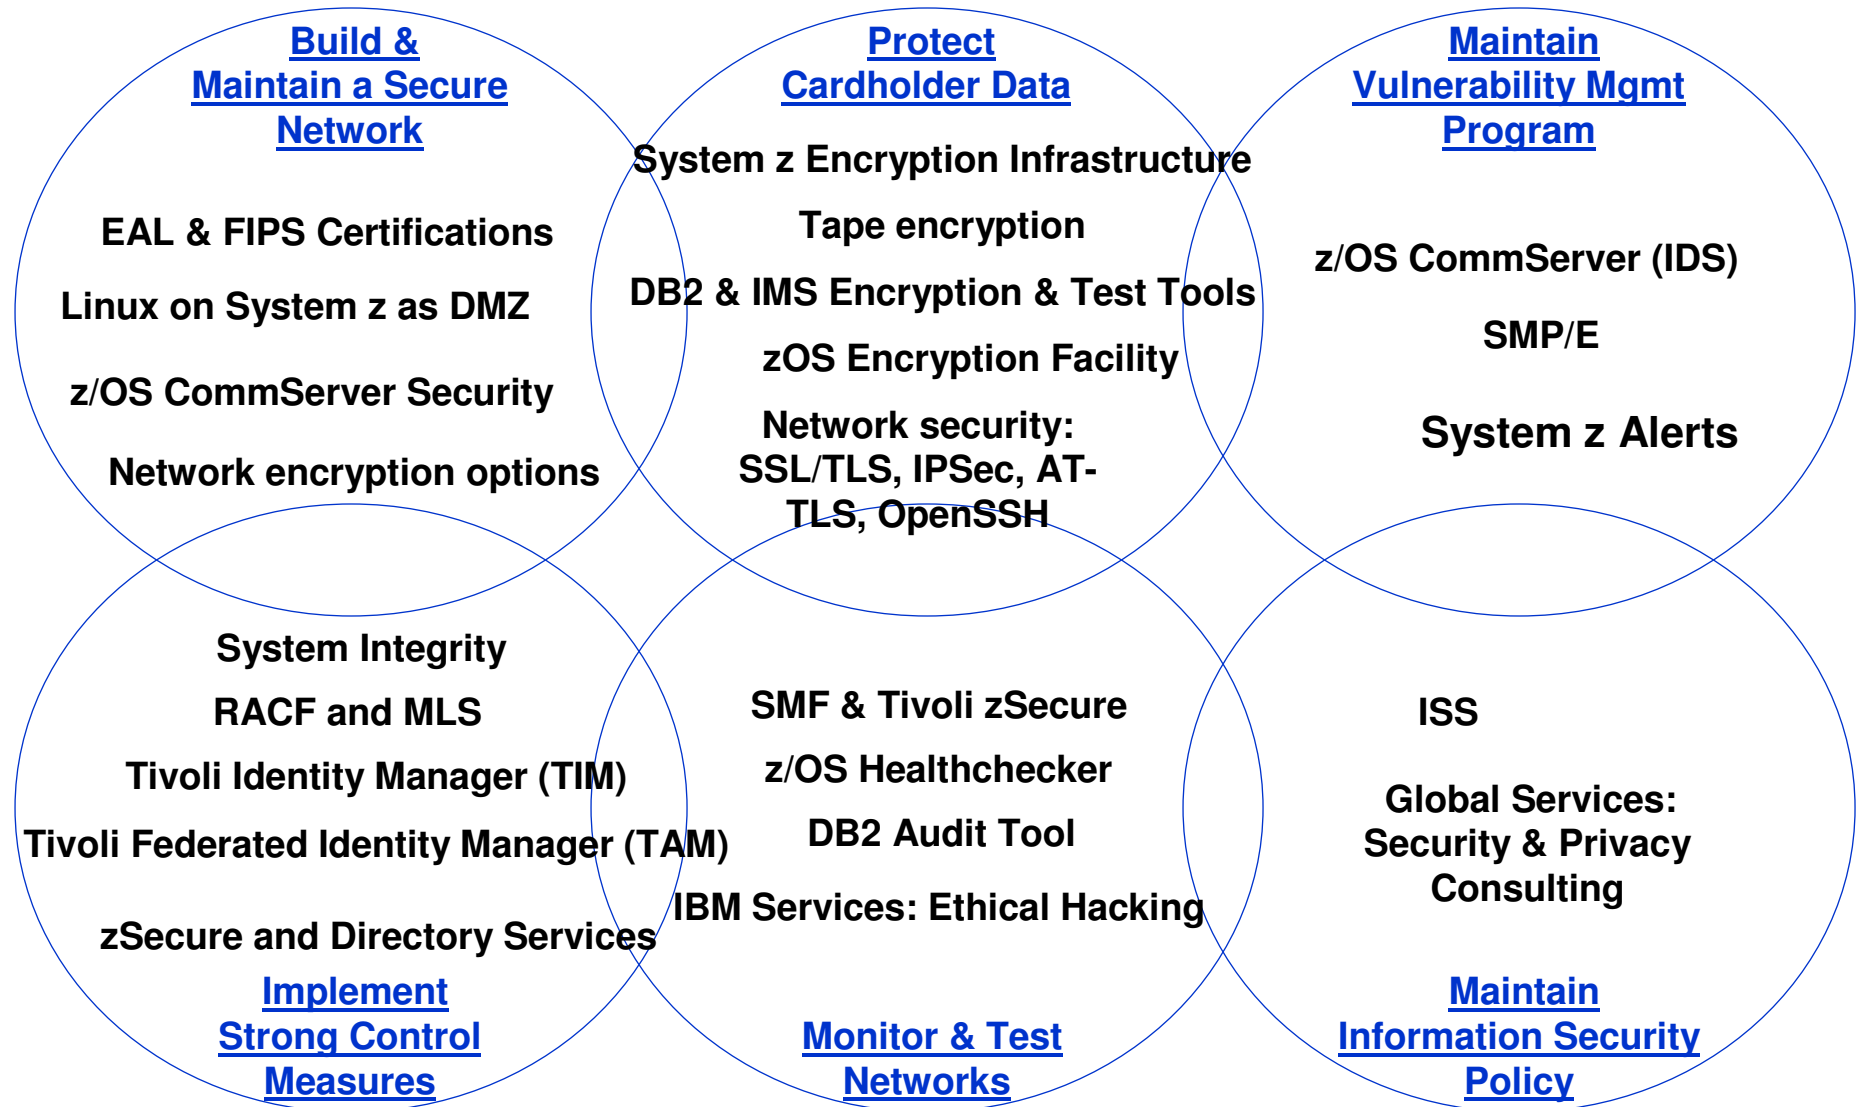 Build &
Maintain a Secure
Network
EAL & FIPS Certifications
Linux on System z as DMZ
z/OS CommServer Security
Network encryption options
Protect
Cardholder Data
System z Encryption Infrastructure
Tape encryption
DB2 & IMS Encryption & Test Tools
zOS Encryption Facility
Network security:
SSL/TLS, IPSec, AT-
TLS, OpenSSH
Maintain
Vulnerability Mgmt
Program
z/OS CommServer (IDS)
SMP/E
System z Alerts
System Integrity
RACF and MLS
Tivoli Identity Manager (TIM)
Tivoli Federated Identity Manager (TAM)
zSecure and Directory Services
Implement
Strong Control
Measures
SMF & Tivoli zSecure
z/OS Healthchecker
DB2 Audit Tool
IBM Services: Ethical Hacking
Monitor & Test
Networks
ISS
Global Services:
Security & Privacy
Consulting
Maintain
Information Security
Policy